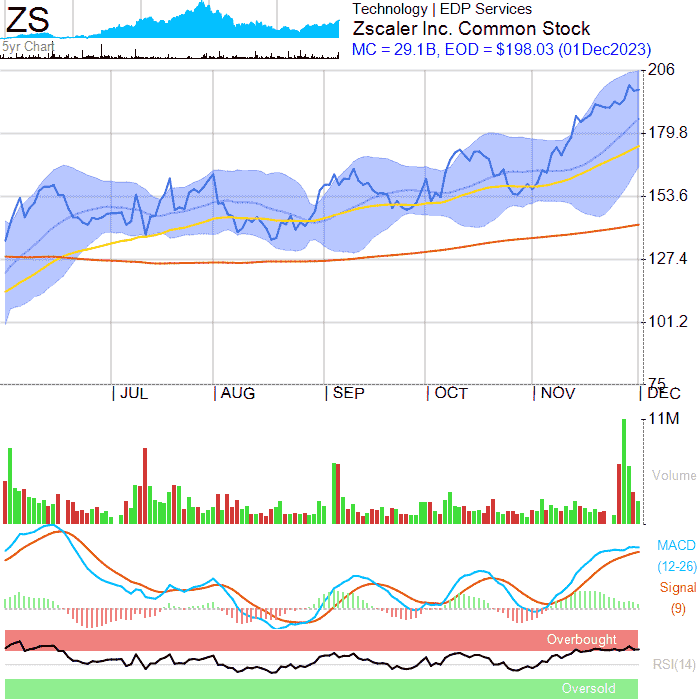 ZS
5yr Chart
Technology | EDP Services
Zscaler Inc. Common Stock
MC = 29.1B, EOD = $198.03 (01Dec2023)
206
179.8
153.6
127.4
101.2
75
JUL AUG SEP OCT NOV DEC
11M
Volume
MACD
(12-26)
Signal
(9)
Overbought
RSI(14)
Oversold